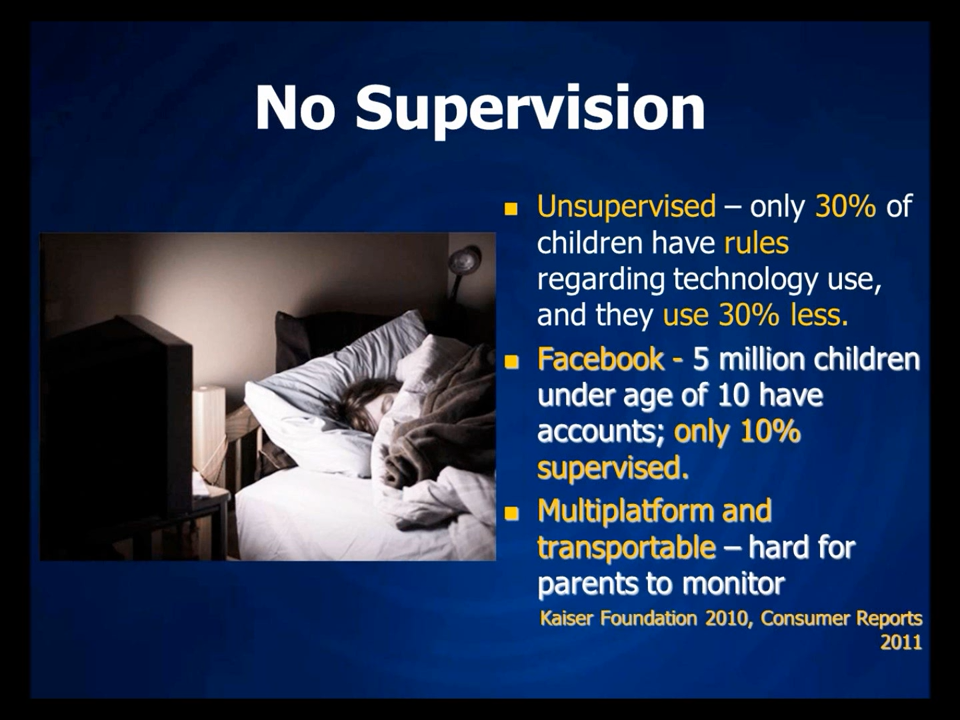 No Supervision
Unsupervised – only 30% of
children have rules
regarding technology use,
and they use 30% less.
Facebook - 5 million children
under age of 10 have
accounts; only 10%
supervised.
Multiplatform and
transportable – hard for
parents to monitor
Kaiser Foundation 2010, Consumer Reports
2011